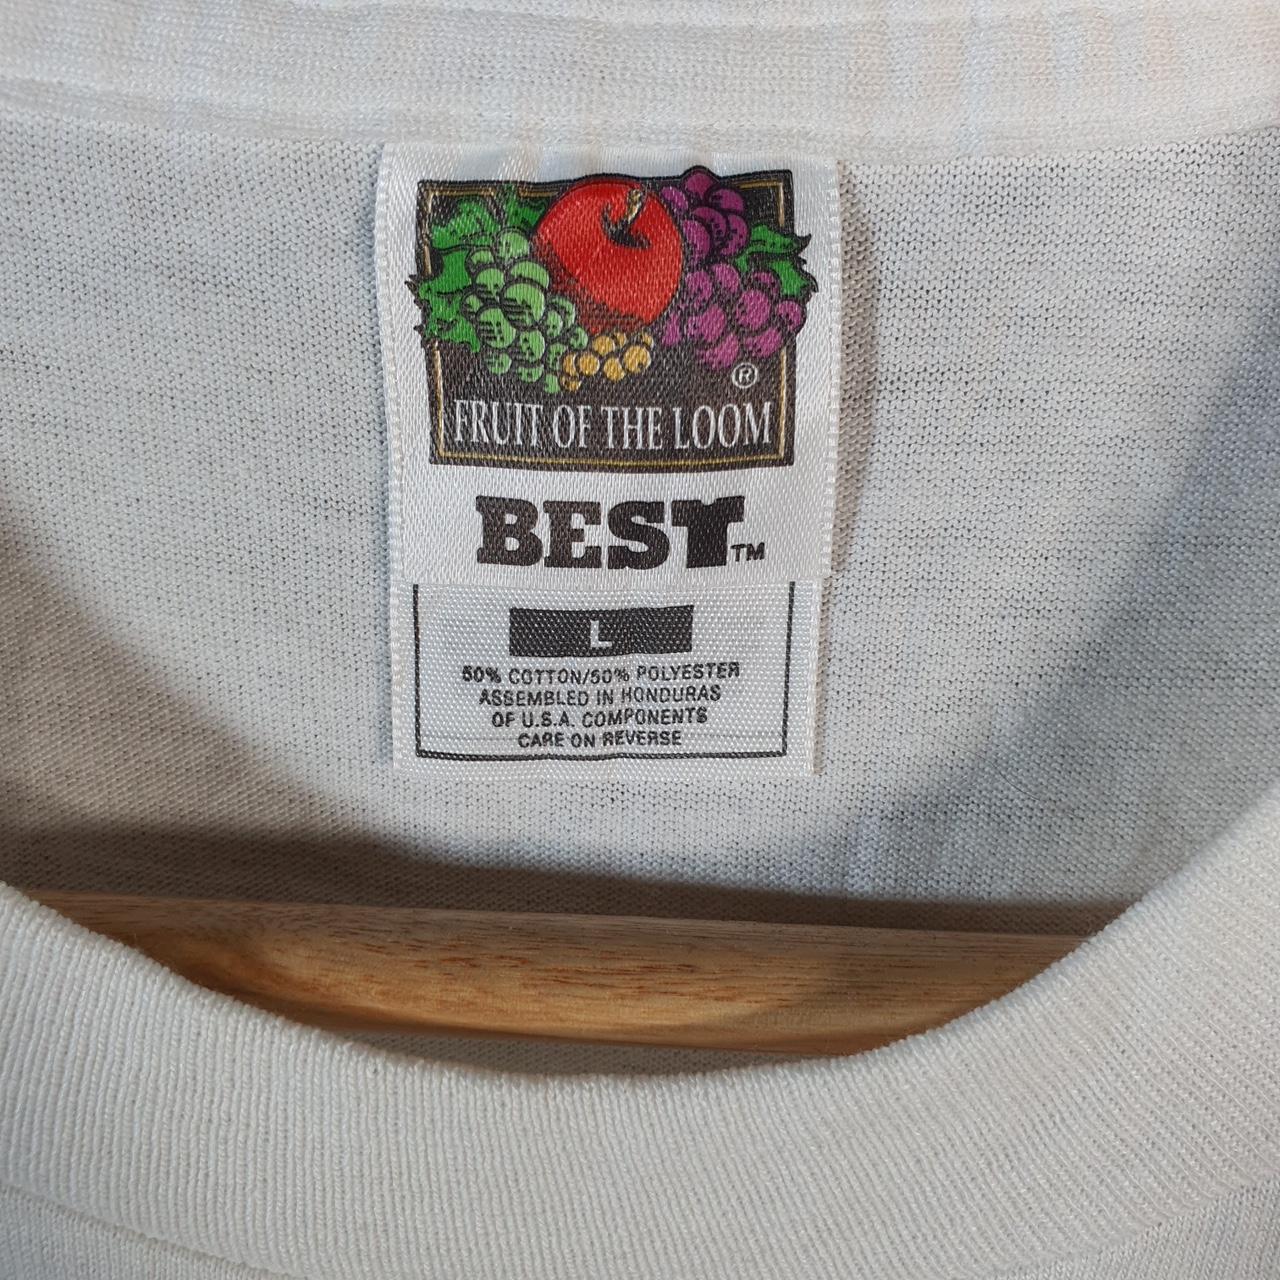 ®
FRUIT OF THE LOOM
BEST™
L
50% COTTON/50% POLYESTER
ASSEMBLED IN HONDURAS
OF U.S.A. COMPONENTS
CARE ON REVERSE